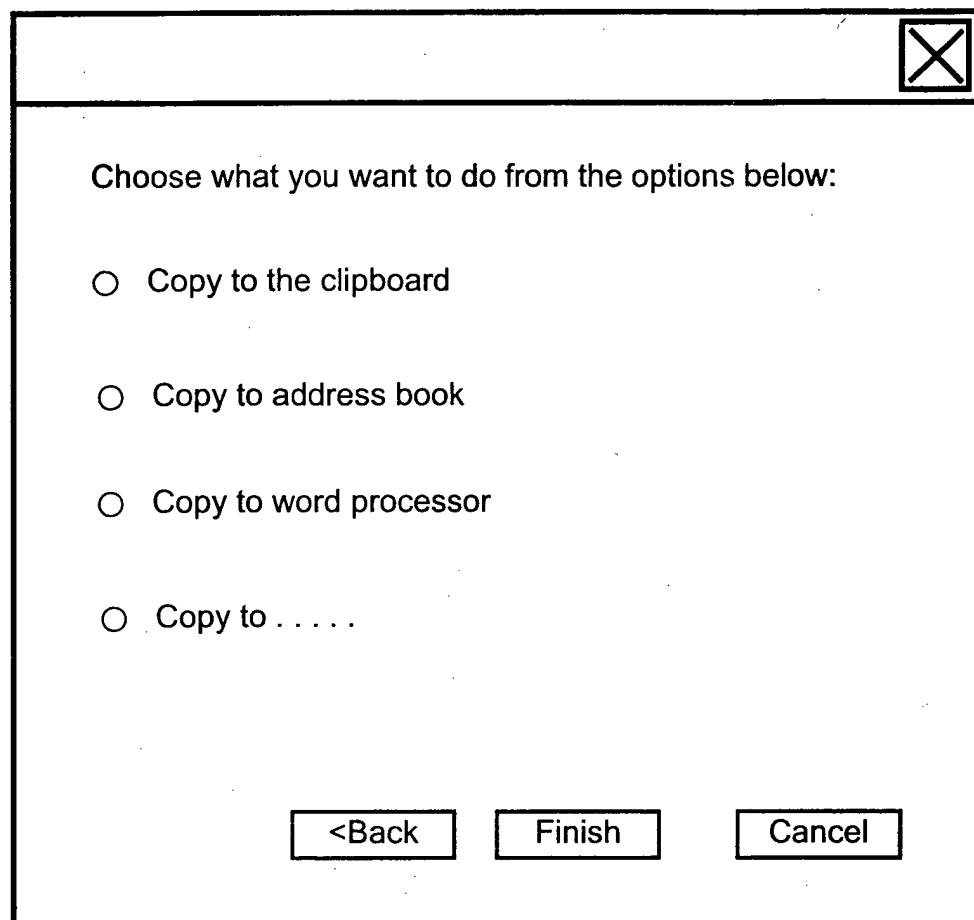 Choose what you want to do from the options below:
Copy to the clipboard
Copy to address book
Copy to word processor
Copy to . . . . .
<Back Finish Cancel